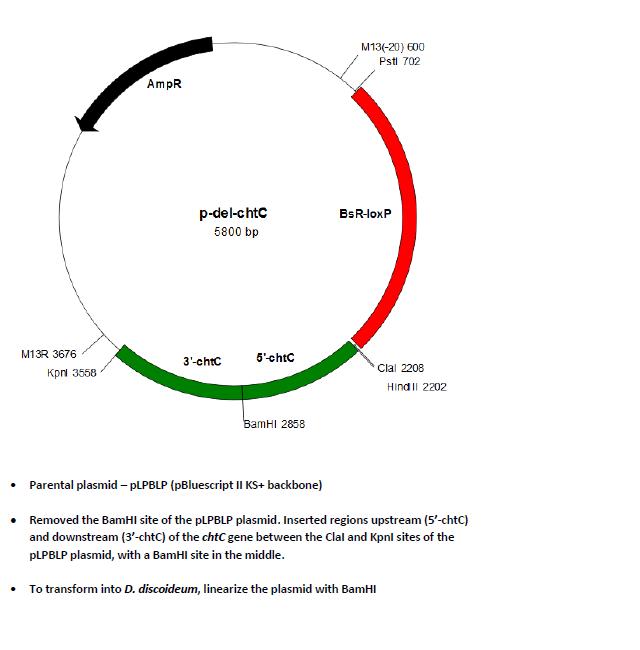 M13(-20) 600
PstI 702
AmpR
p-del-chtC
5800 bp
BsR-loxP
M13R 3676
KpnI 3558
3'-chtC
5'-chtC
ClaI 2208
HindIII 2202
BamHI 2858
• Parental plasmid – pLPBLP (pBluescript II KS+ backbone)
• Removed the BamHI site of the pLPBLP plasmid. Inserted regions upstream (5’-chtC)
and downstream (3’-chtC) of the chtC gene between the ClaI and KpnI sites of the
pLPBLP plasmid, with a BamHI site in the middle.
• To transform into D. discoideum, linearize the plasmid with BamHI